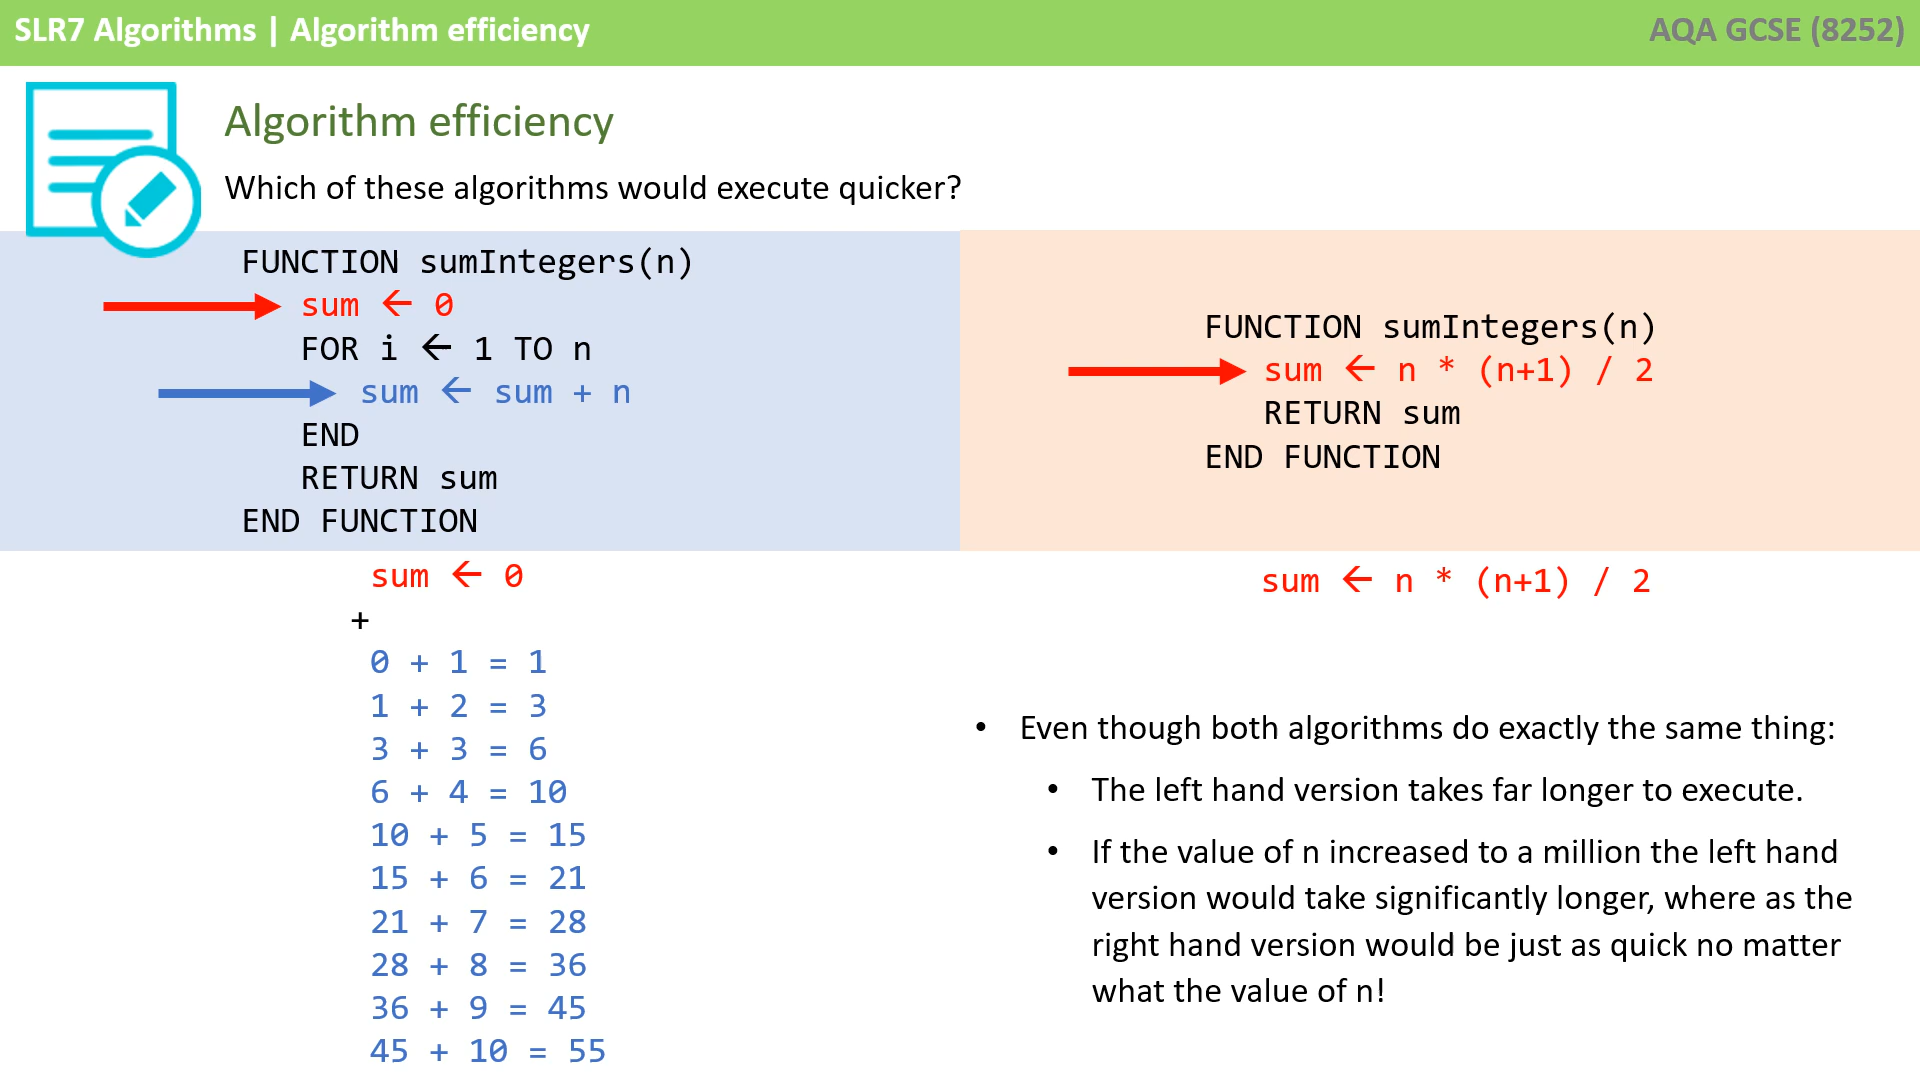 SLR7 Algorithms | Algorithm efficiency
AQA GCSE (8252)
Algorithm efficiency
Which of these algorithms would execute quicker?
FUNCTION sumIntegers(n)
sum ← 0
FOR i ← 1 TO n
sum ← sum + n
END
RETURN sum
END FUNCTION
FUNCTION sumIntegers(n)
sum ← n * (n+1) / 2
RETURN sum
END FUNCTION
sum ← 0
+
0 + 1 = 1
1 + 2 = 3
3 + 3 = 6
6 + 4 = 10
10 + 5 = 15
15 + 6 = 21
21 + 7 = 28
28 + 8 = 36
36 + 9 = 45
45 + 10 = 55
sum ← n * (n+1) / 2
• Even though both algorithms do exactly the same thing:
• The left hand version takes far longer to execute.
• If the value of n increased to a million the left hand
version would take significantly longer, where as the
right hand version would be just as quick no matter
what the value of n!